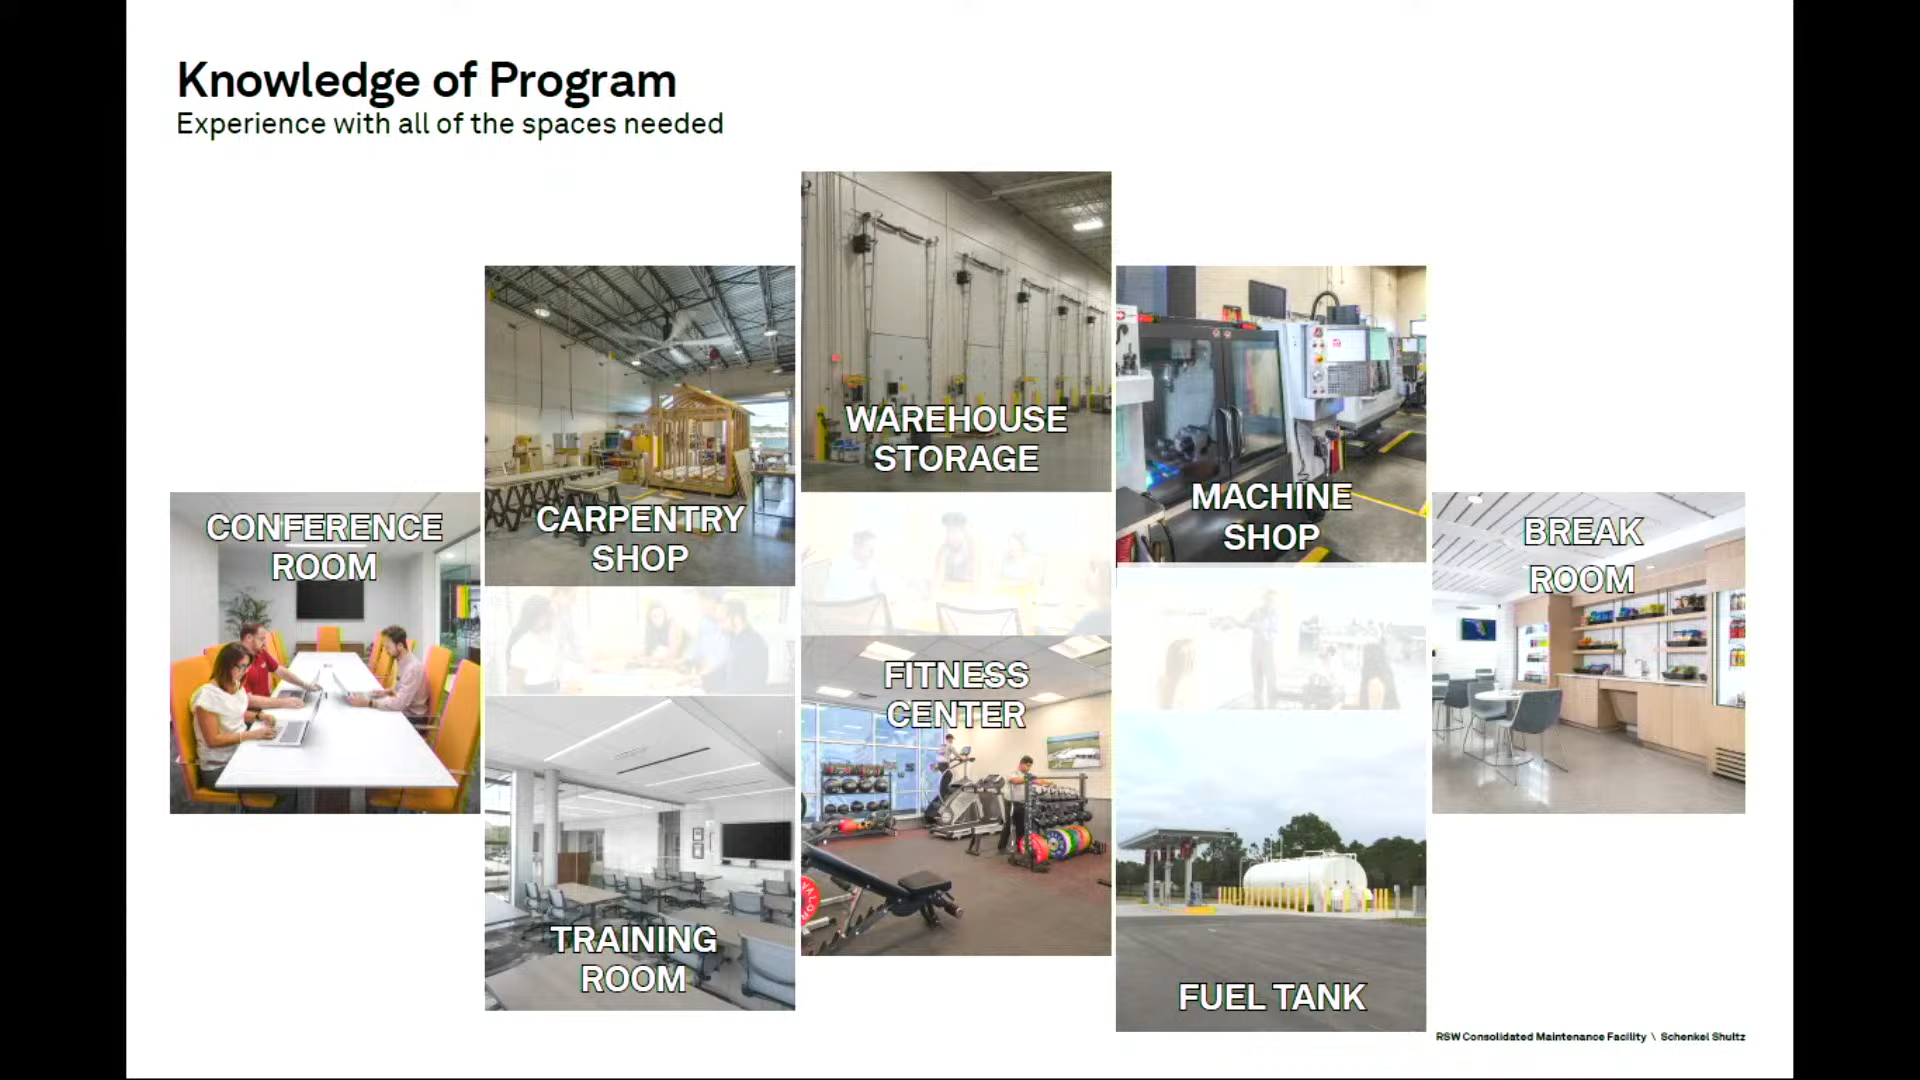 Knowledge of Program
Experience with all of the spaces needed
CONFERENCE
ROOM
CARPENTRY
SHOP
WAREHOUSE
STORAGE
MACHINE
SHOP
BREAK
ROOM
TRAINING
ROOM
FITNESS
CENTER
FUEL TANK
RSW Consolidated Maintenance Facility \ Schenkel Shultz